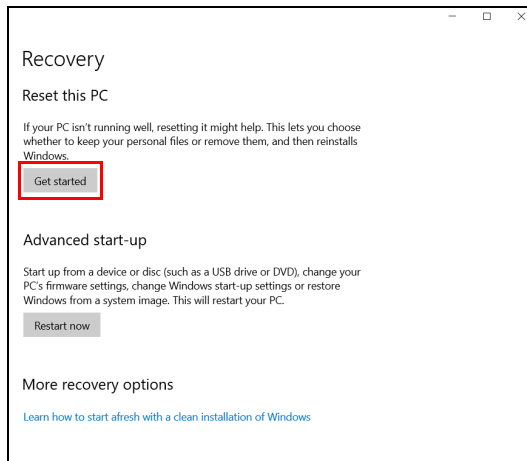 Recovery
Reset this PC
If your PC isn't running well, resetting it might help. This lets you choose
whether to keep your personal files or remove them, and then reinstalls
Windows.
Get started
Advanced start-up
Start up from a device or disc (such as a USB drive or DVD), change your
PC's firmware settings, change Windows start-up settings or restore
Windows from a system image. This will restart your PC.
Restart now
More recovery options
Learn how to start afresh with a clean installation of Windows